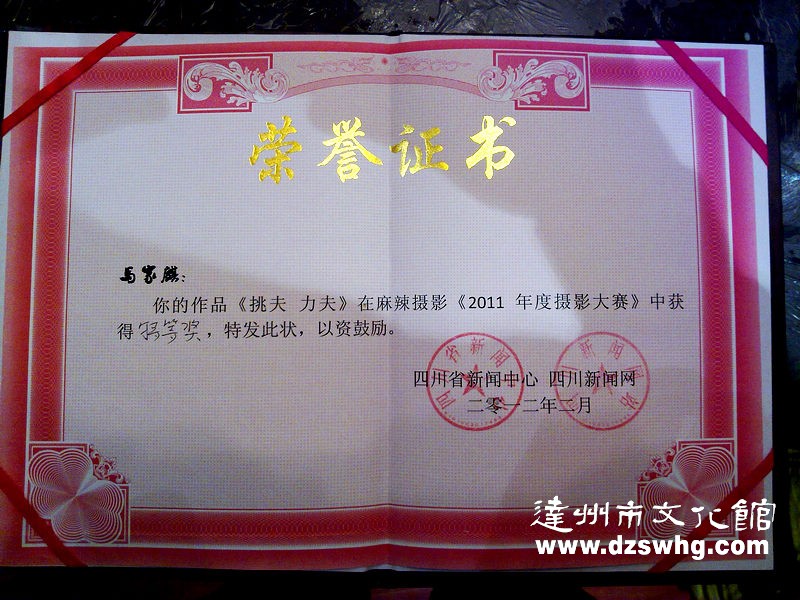 荣誉证书
马家骐：
你的作品《挑夫 力夫》在麻辣摄影《2011 年度摄影大赛》中获
得特等奖，特发此状，以资鼓励。
四川省新闻中心 四川新闻网
二零一二年二月
達州市文化館
www.dzswhg.com